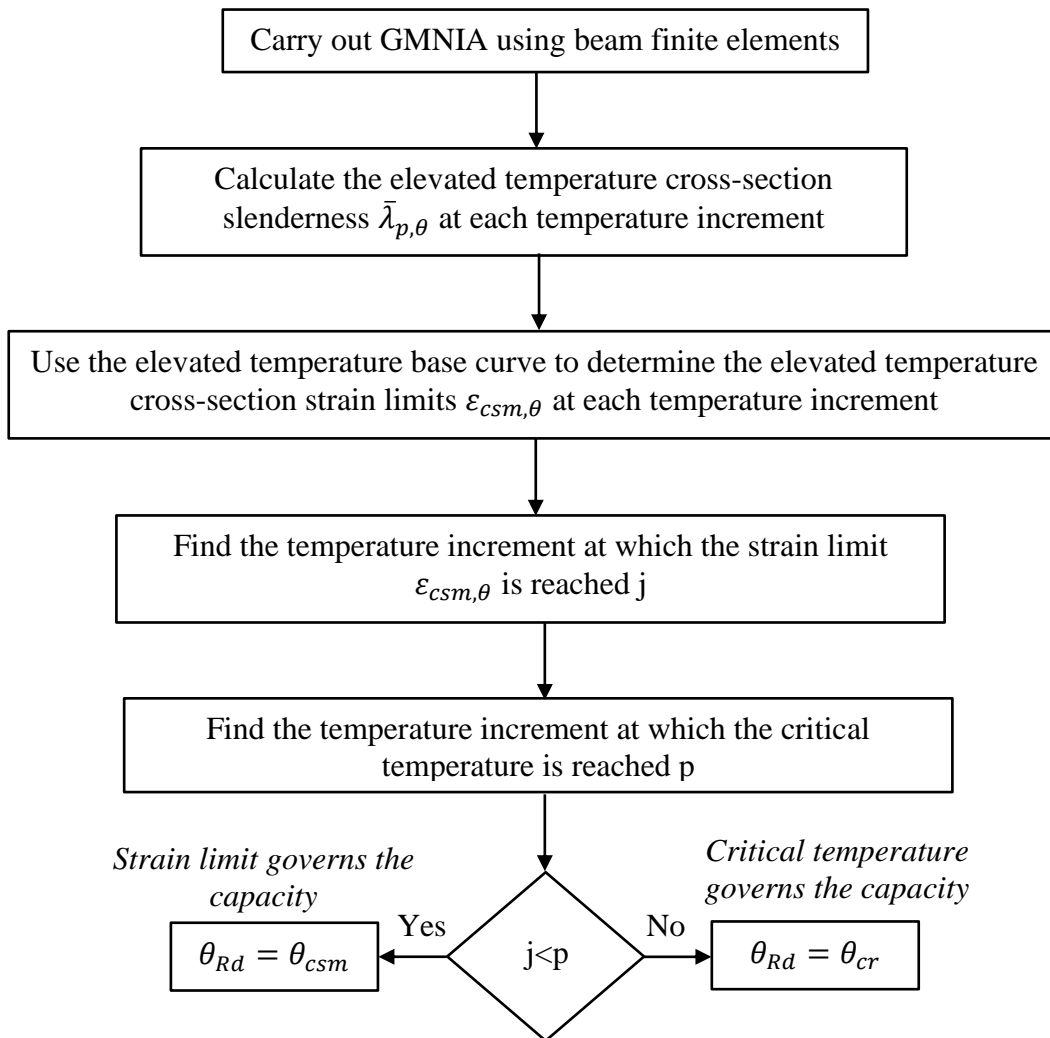 Carry out GMNIA using beam finite elements
Calculate the elevated temperature cross-section
slenderness λ̄p,θ at each temperature increment
Use the elevated temperature base curve to determine the elevated temperature
cross-section strain limits εcsm,θ at each temperature increment
Find the temperature increment at which the strain limit
εcsm,θ is reached j
Find the temperature increment at which the critical
temperature is reached p
Strain limit governs the
capacity
Critical temperature
governs the capacity
Yes
No
θRd = θcsm
j<p
θRd = θcr